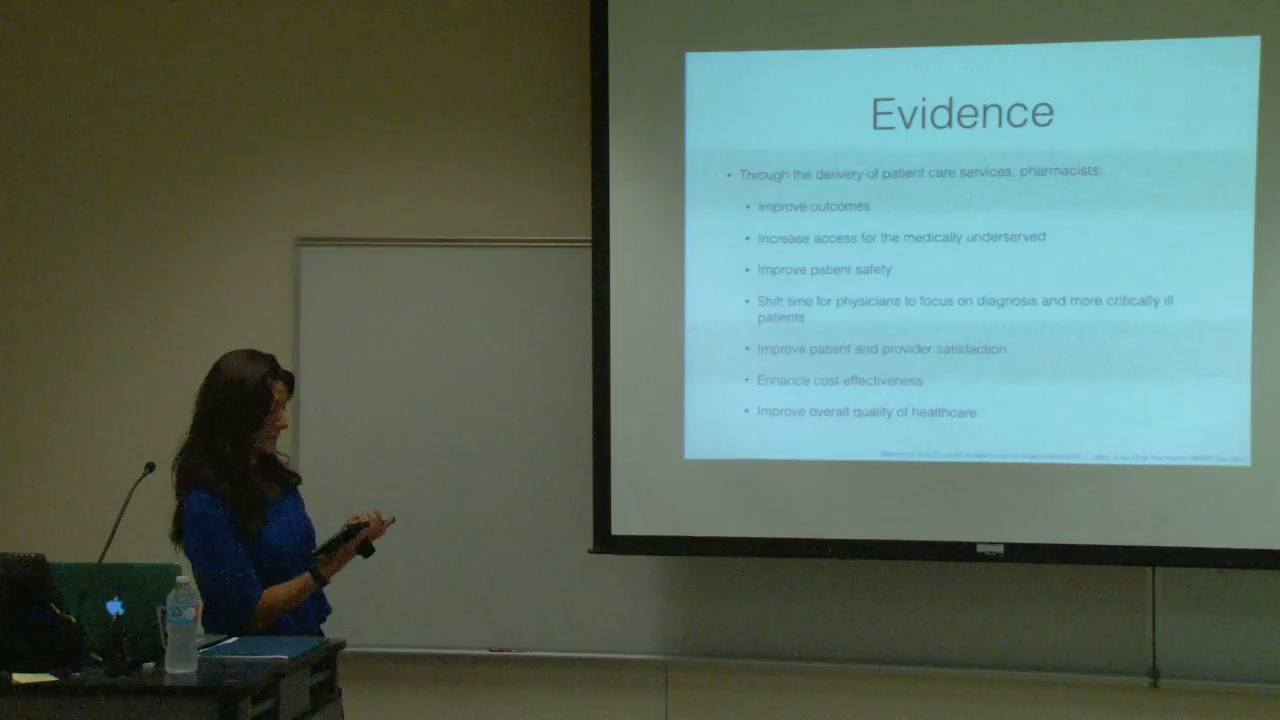 Evidence
• Through the delivery of patient care services, pharmacists:
• Improve outcomes
• Increase access for the medically underserved
• Improve patient safety
• Shift time for physicians to focus on diagnosis and more critically ill
patients
• Improve patient and provider satisfaction
• Enhance cost-effectiveness
• Improve overall quality of healthcare